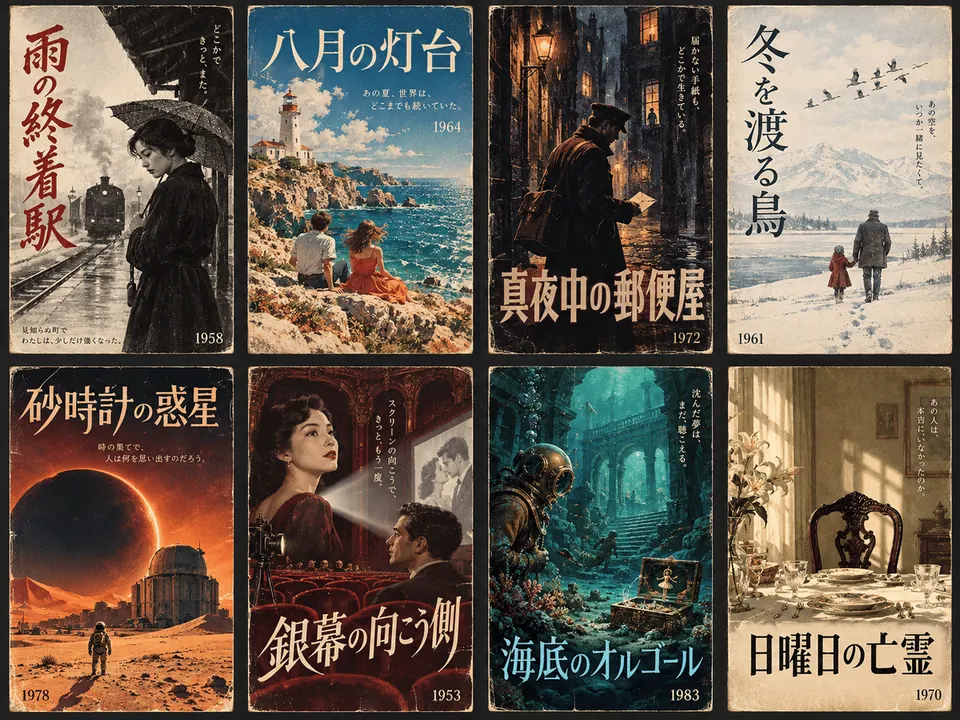 雨の終着駅
どこかで
きっと、また。
見知らぬ町で
わたしは、少しだけ強くなった。
1958
八月の灯台
あの夏、世界は、
どこまでも続いていた。
1964
届かない手紙も、
どこかで生きている。
真夜中の郵便屋
1972
冬を渡る鳥
あの空を、
いつか一緒に見たくて。
1961
砂時計の惑星
時の果てで、
人は何を思い出すのだろう。
1978
スクリーンの向こうで、
きっと、もう一度。
銀幕の向こう側
1953
沈んだ夢は、
まだ、聴こえる。
海底のオルゴール
1983
あの人は、
本当に、いなかったのか。
日曜日の亡霊
1970